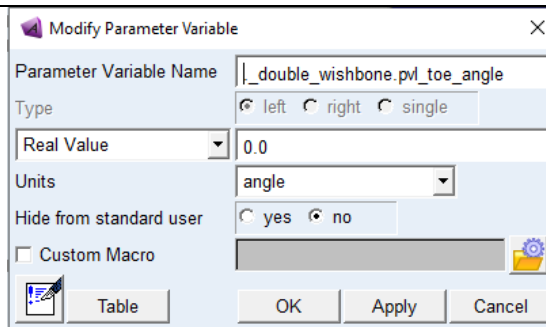 Modify Parameter Variable
Parameter Variable Name ._double_wishbone.pvl_toe_angle
Type left right single
Real Value 0.0
Units angle
Hide from standard user yes no
Custom Macro
Table OK Apply Cancel